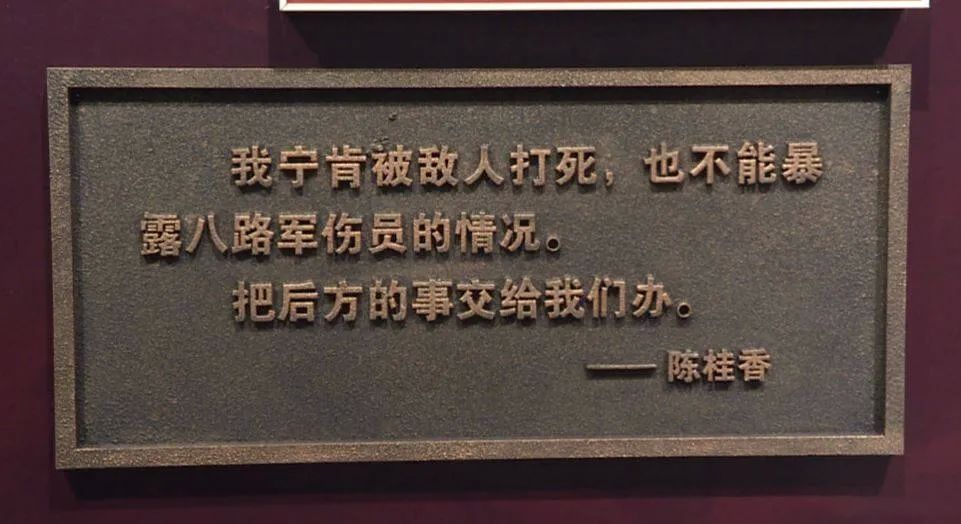 我宁肯被敌人打死，也不能暴
露八路军伤员的情况。
把后方的事交给我们办。
——陈桂香